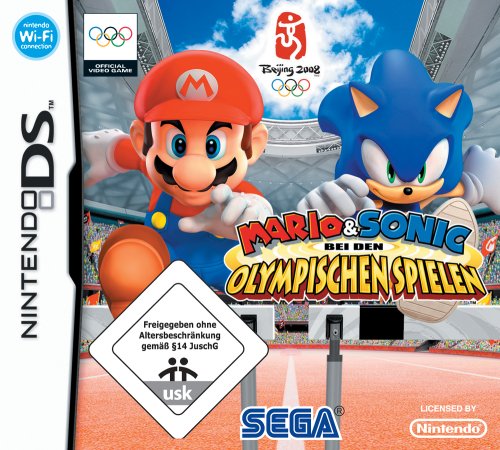 Nintendo
Wi-Fi
connection
NINTENDO DS™
OFFICIAL
VIDEO GAME
Beijing 2008
M
MARIO & SONIC
BEI DEN
OLYMPISCHEN SPIELEN
Freigegeben ohne
Altersbeschränkung
gemäß §14 JuschG
usk
SEGA®
LICENSED BY
Nintendo